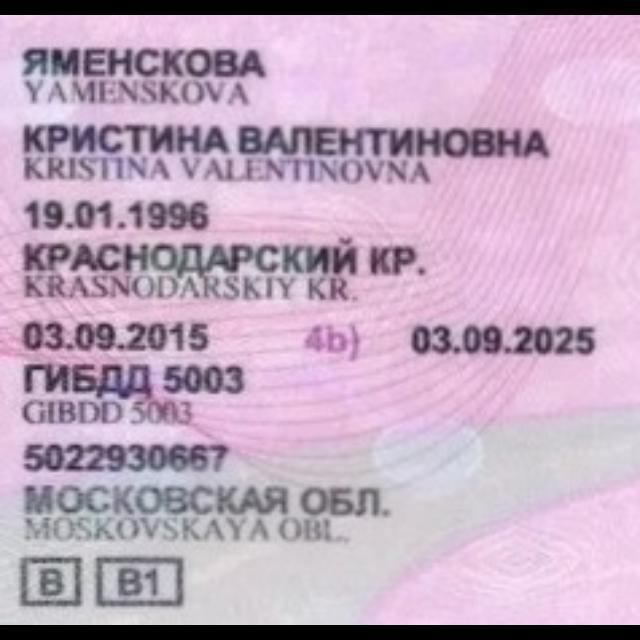 ЯМЕНСКОВА
YAMENSKOVA
КРИСТИНА ВАЛЕНТИНОВНА
KRISTINA VALENTINOVNA
19.01.1996
КРАСНОДАРСКИЙ КР.
KRASNODARSKIY KR.
03.09.2015 4b) 03.09.2025
ГИБДД 5003
GIBDD 5003
5022930667
МОСКОВСКАЯ ОБЛ.
MOSKOVSKAYA OBL.
B B1